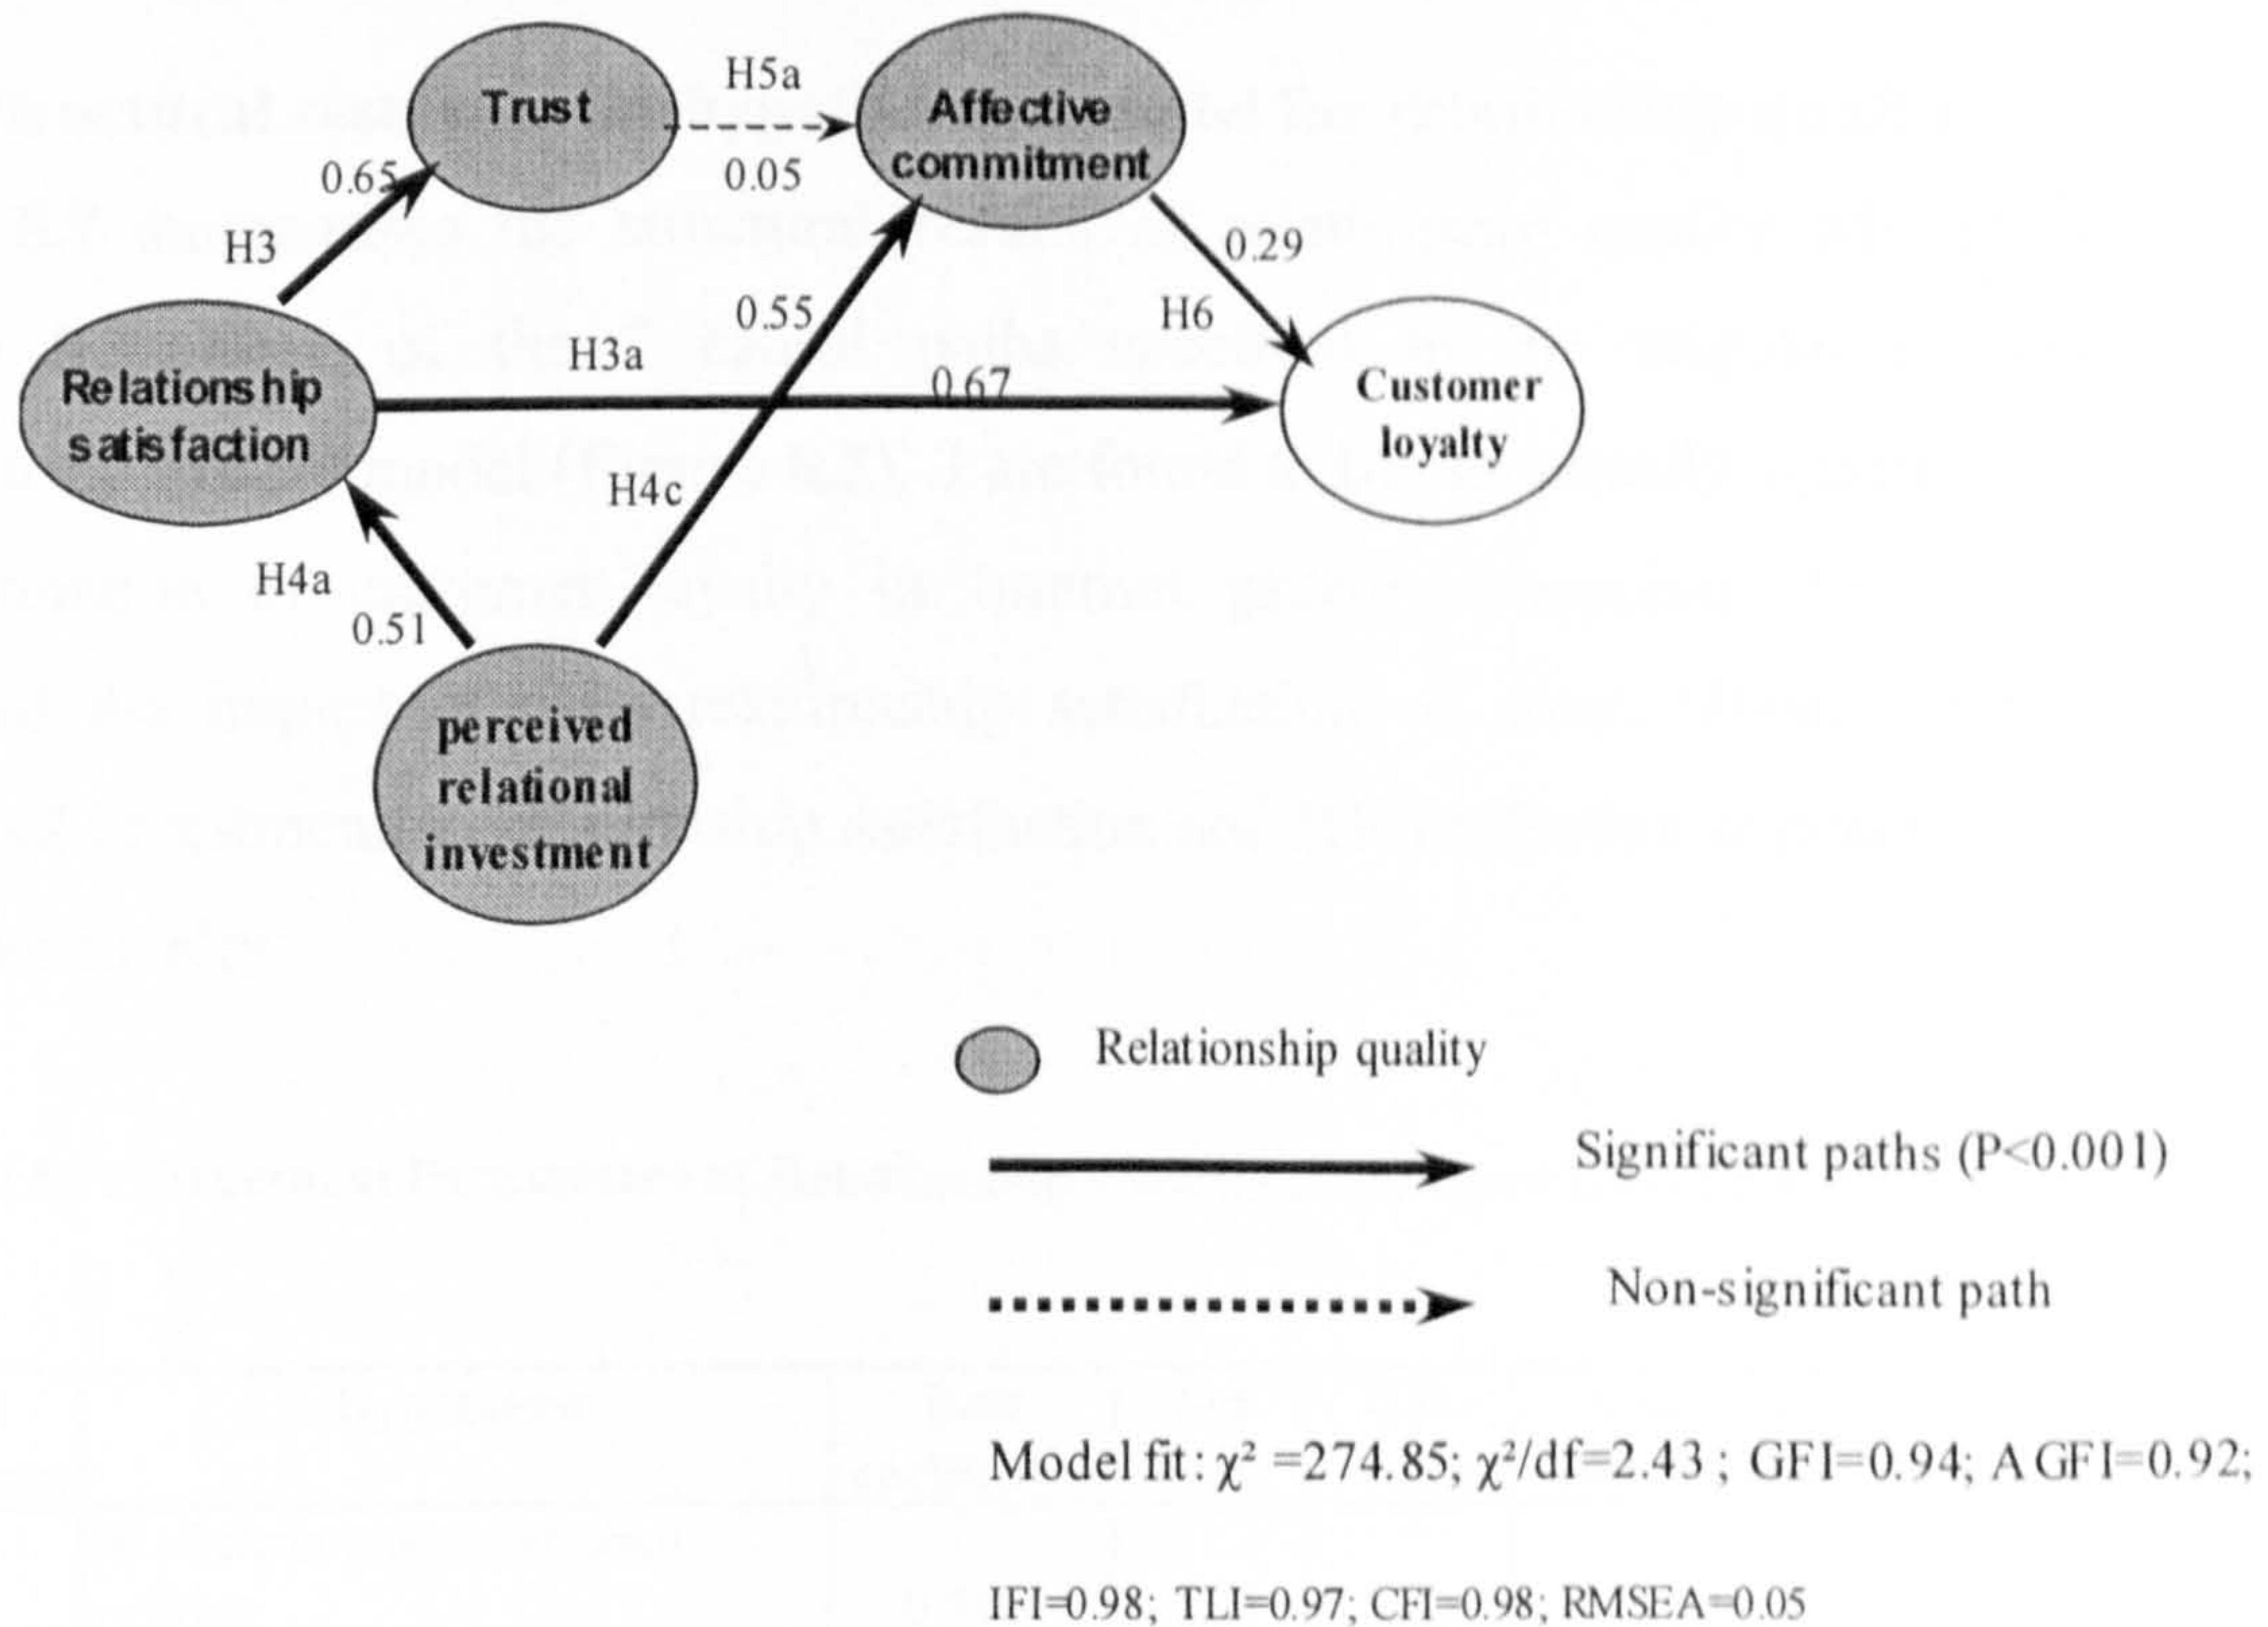 Trust
H5a
0.05
Affective
commitment
0.65
H3
0.29
H6
0.55
H3a
0.67
Relationship
satisfaction
Customer
loyalty
H4c
H4a
0.51
perceived
relational
investment
Relationship quality
Significant paths (P<0.001)
Non-significant path
Model fit: χ² =274.85; χ²/df=2.43 ; GFI=0.94; AGFI=0.92;
IFI=0.98; TLI=0.97; CFI=0.98; RMSEA=0.05